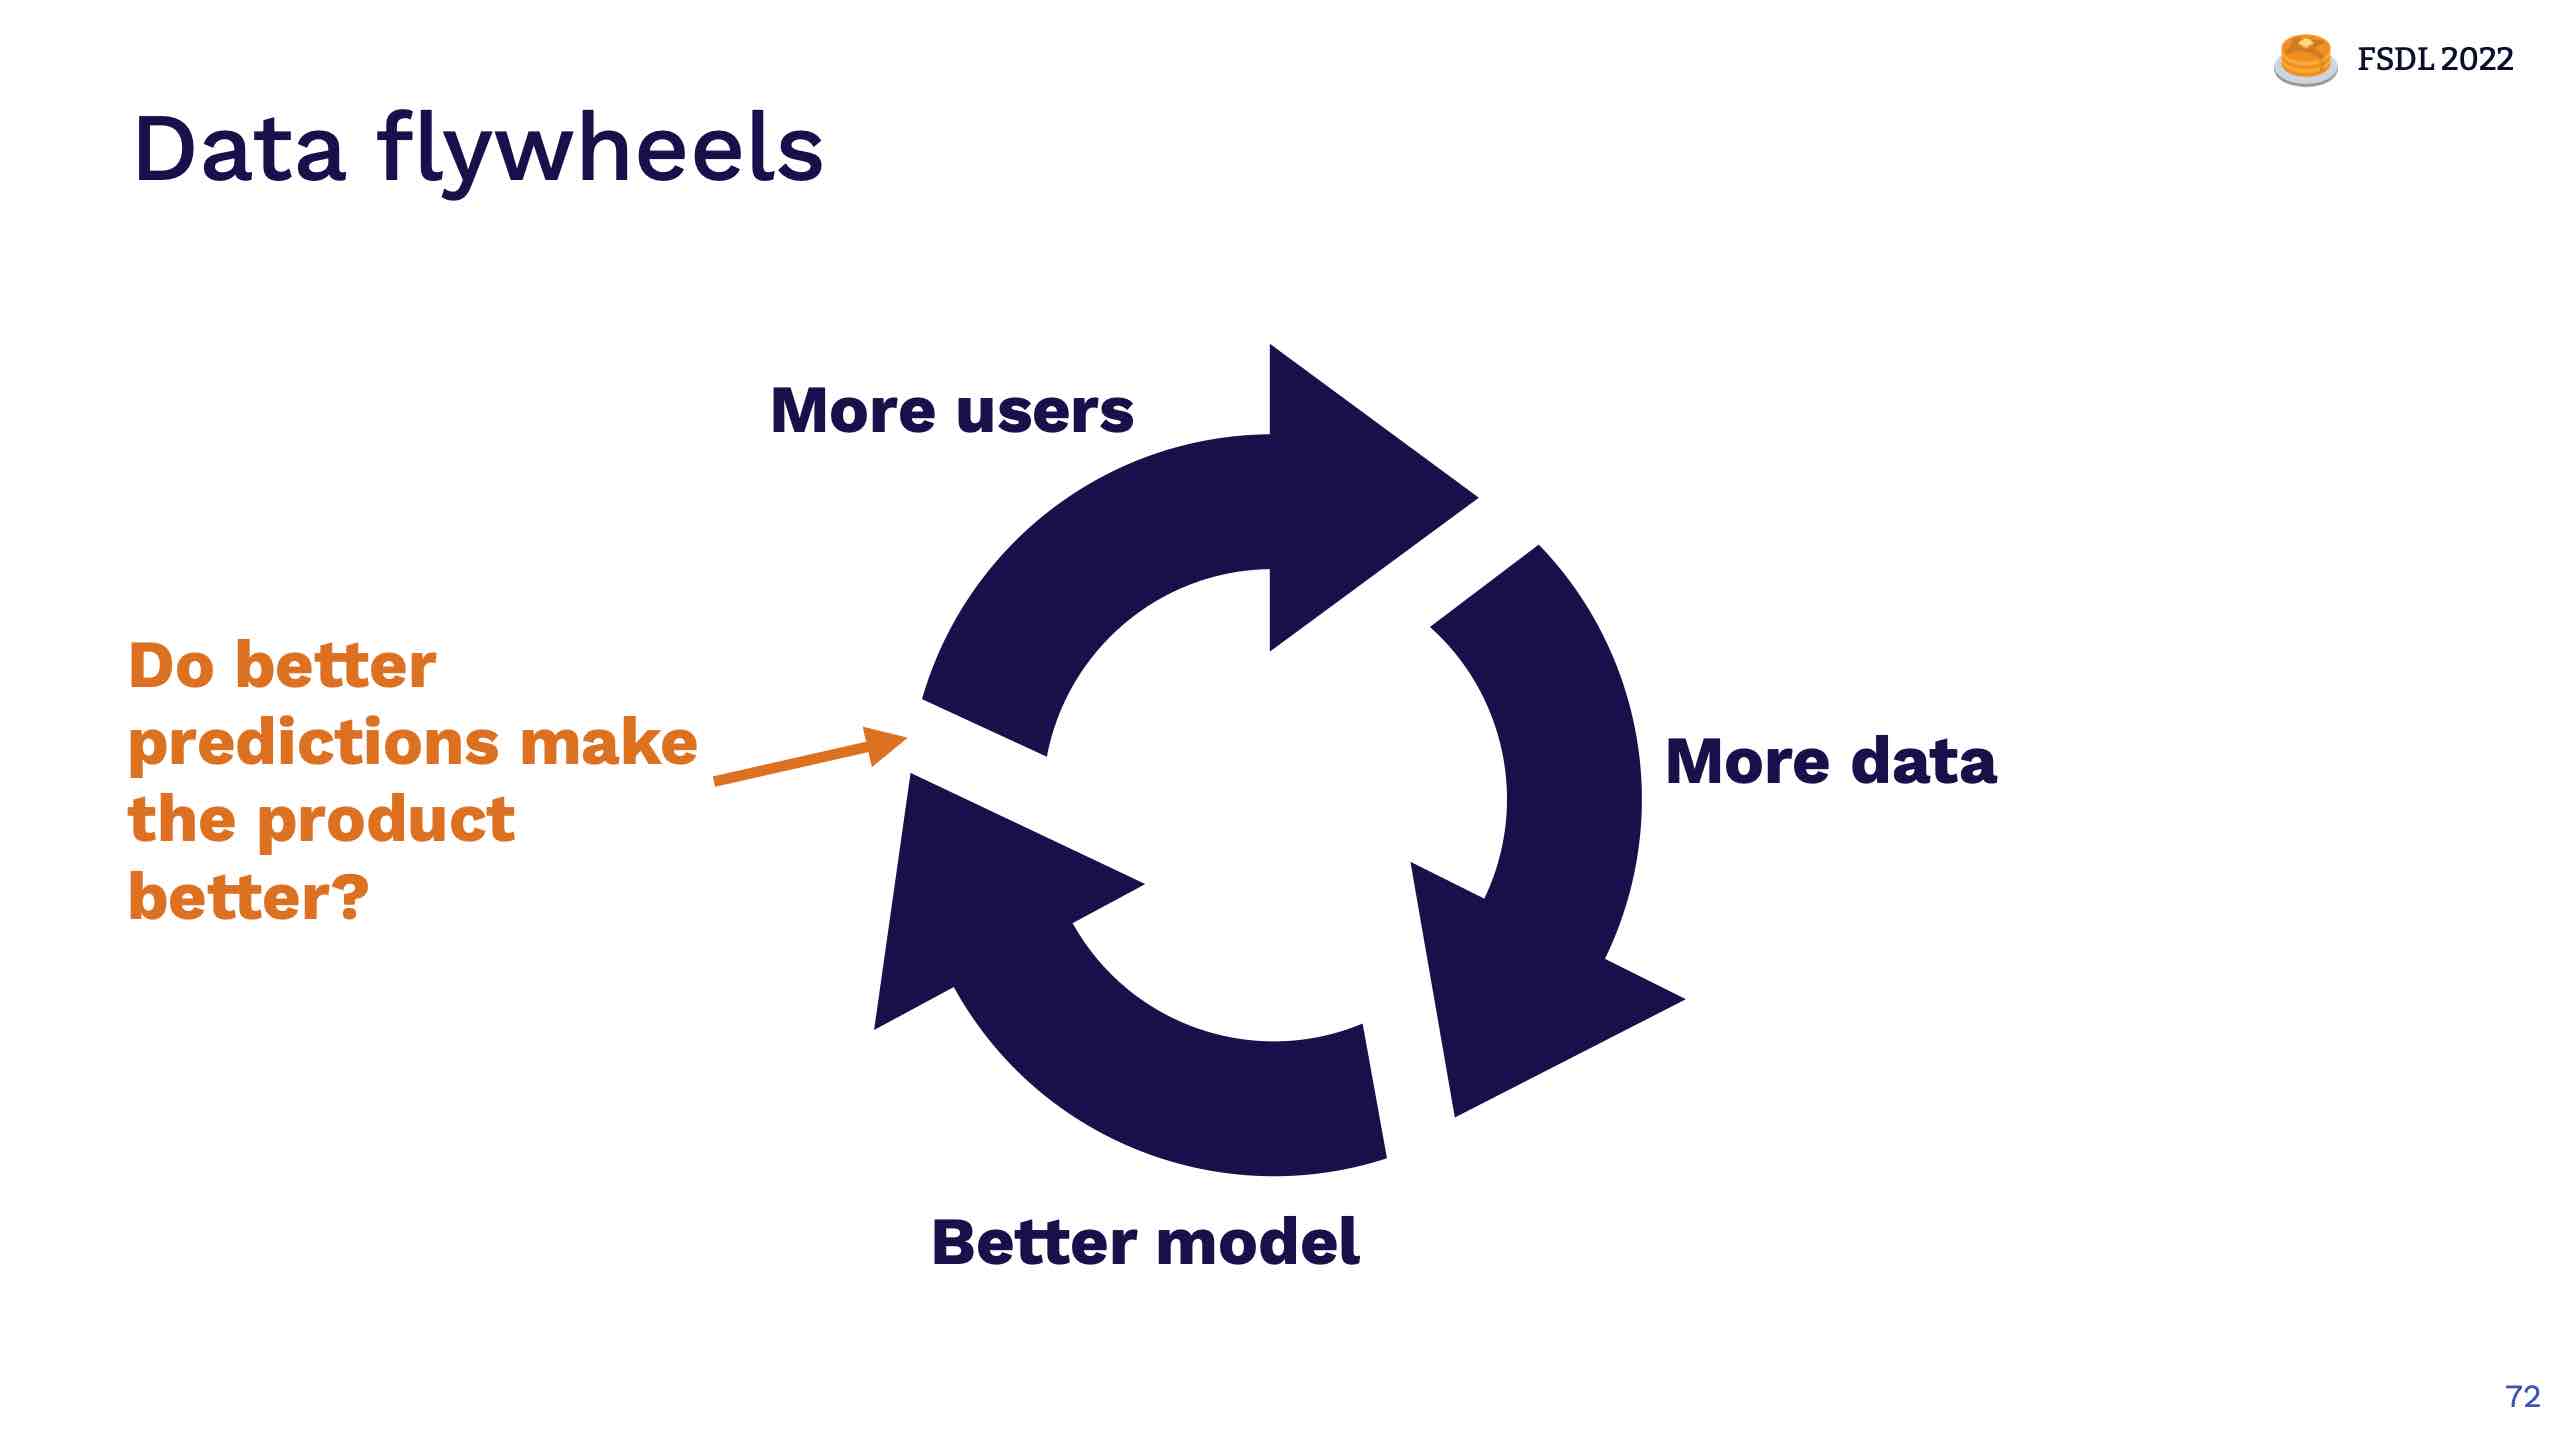 FSDL 2022
Data flywheels
More users
Do better
predictions make
the product
better?
More data
Better model
72